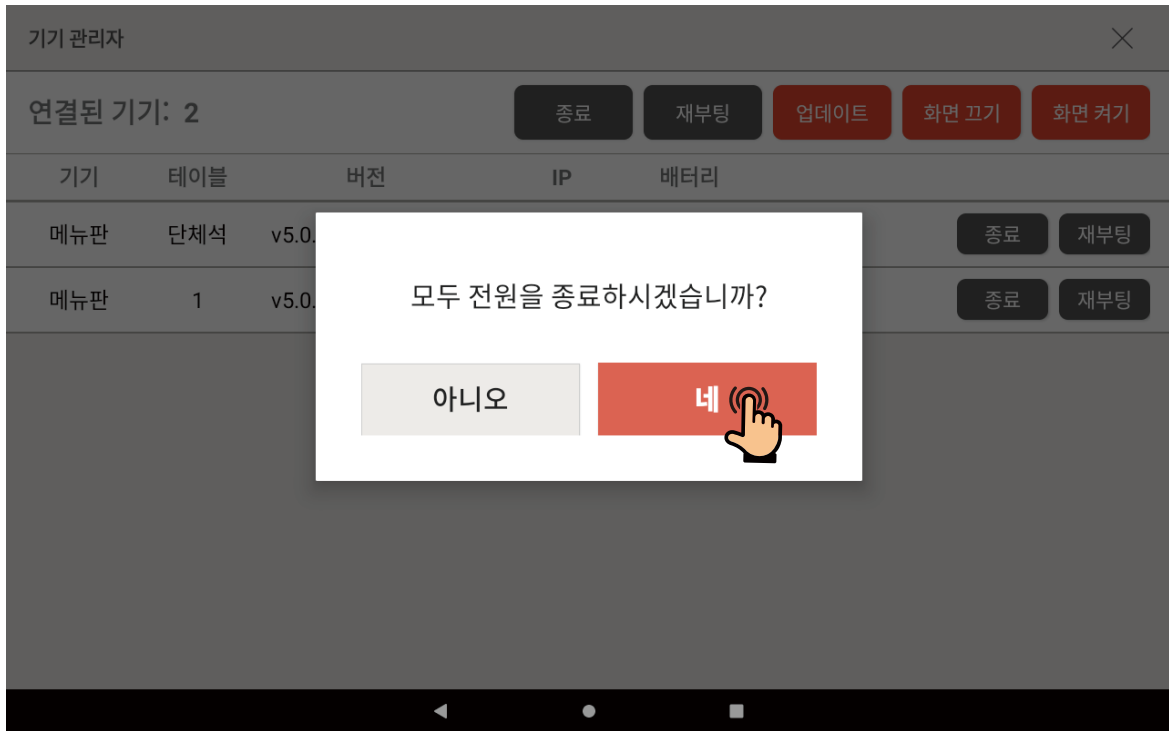 기기 관리자
연결된 기기: 2
종료 재부팅 업데이트 화면 끄기 화면 켜기
기기 테이블 버전 IP 배터리
메뉴판 단체석 v5.0. 종료 재부팅
메뉴판 1 v5.0. 종료 재부팅
모두 전원을 종료하시겠습니까?
아니오 네